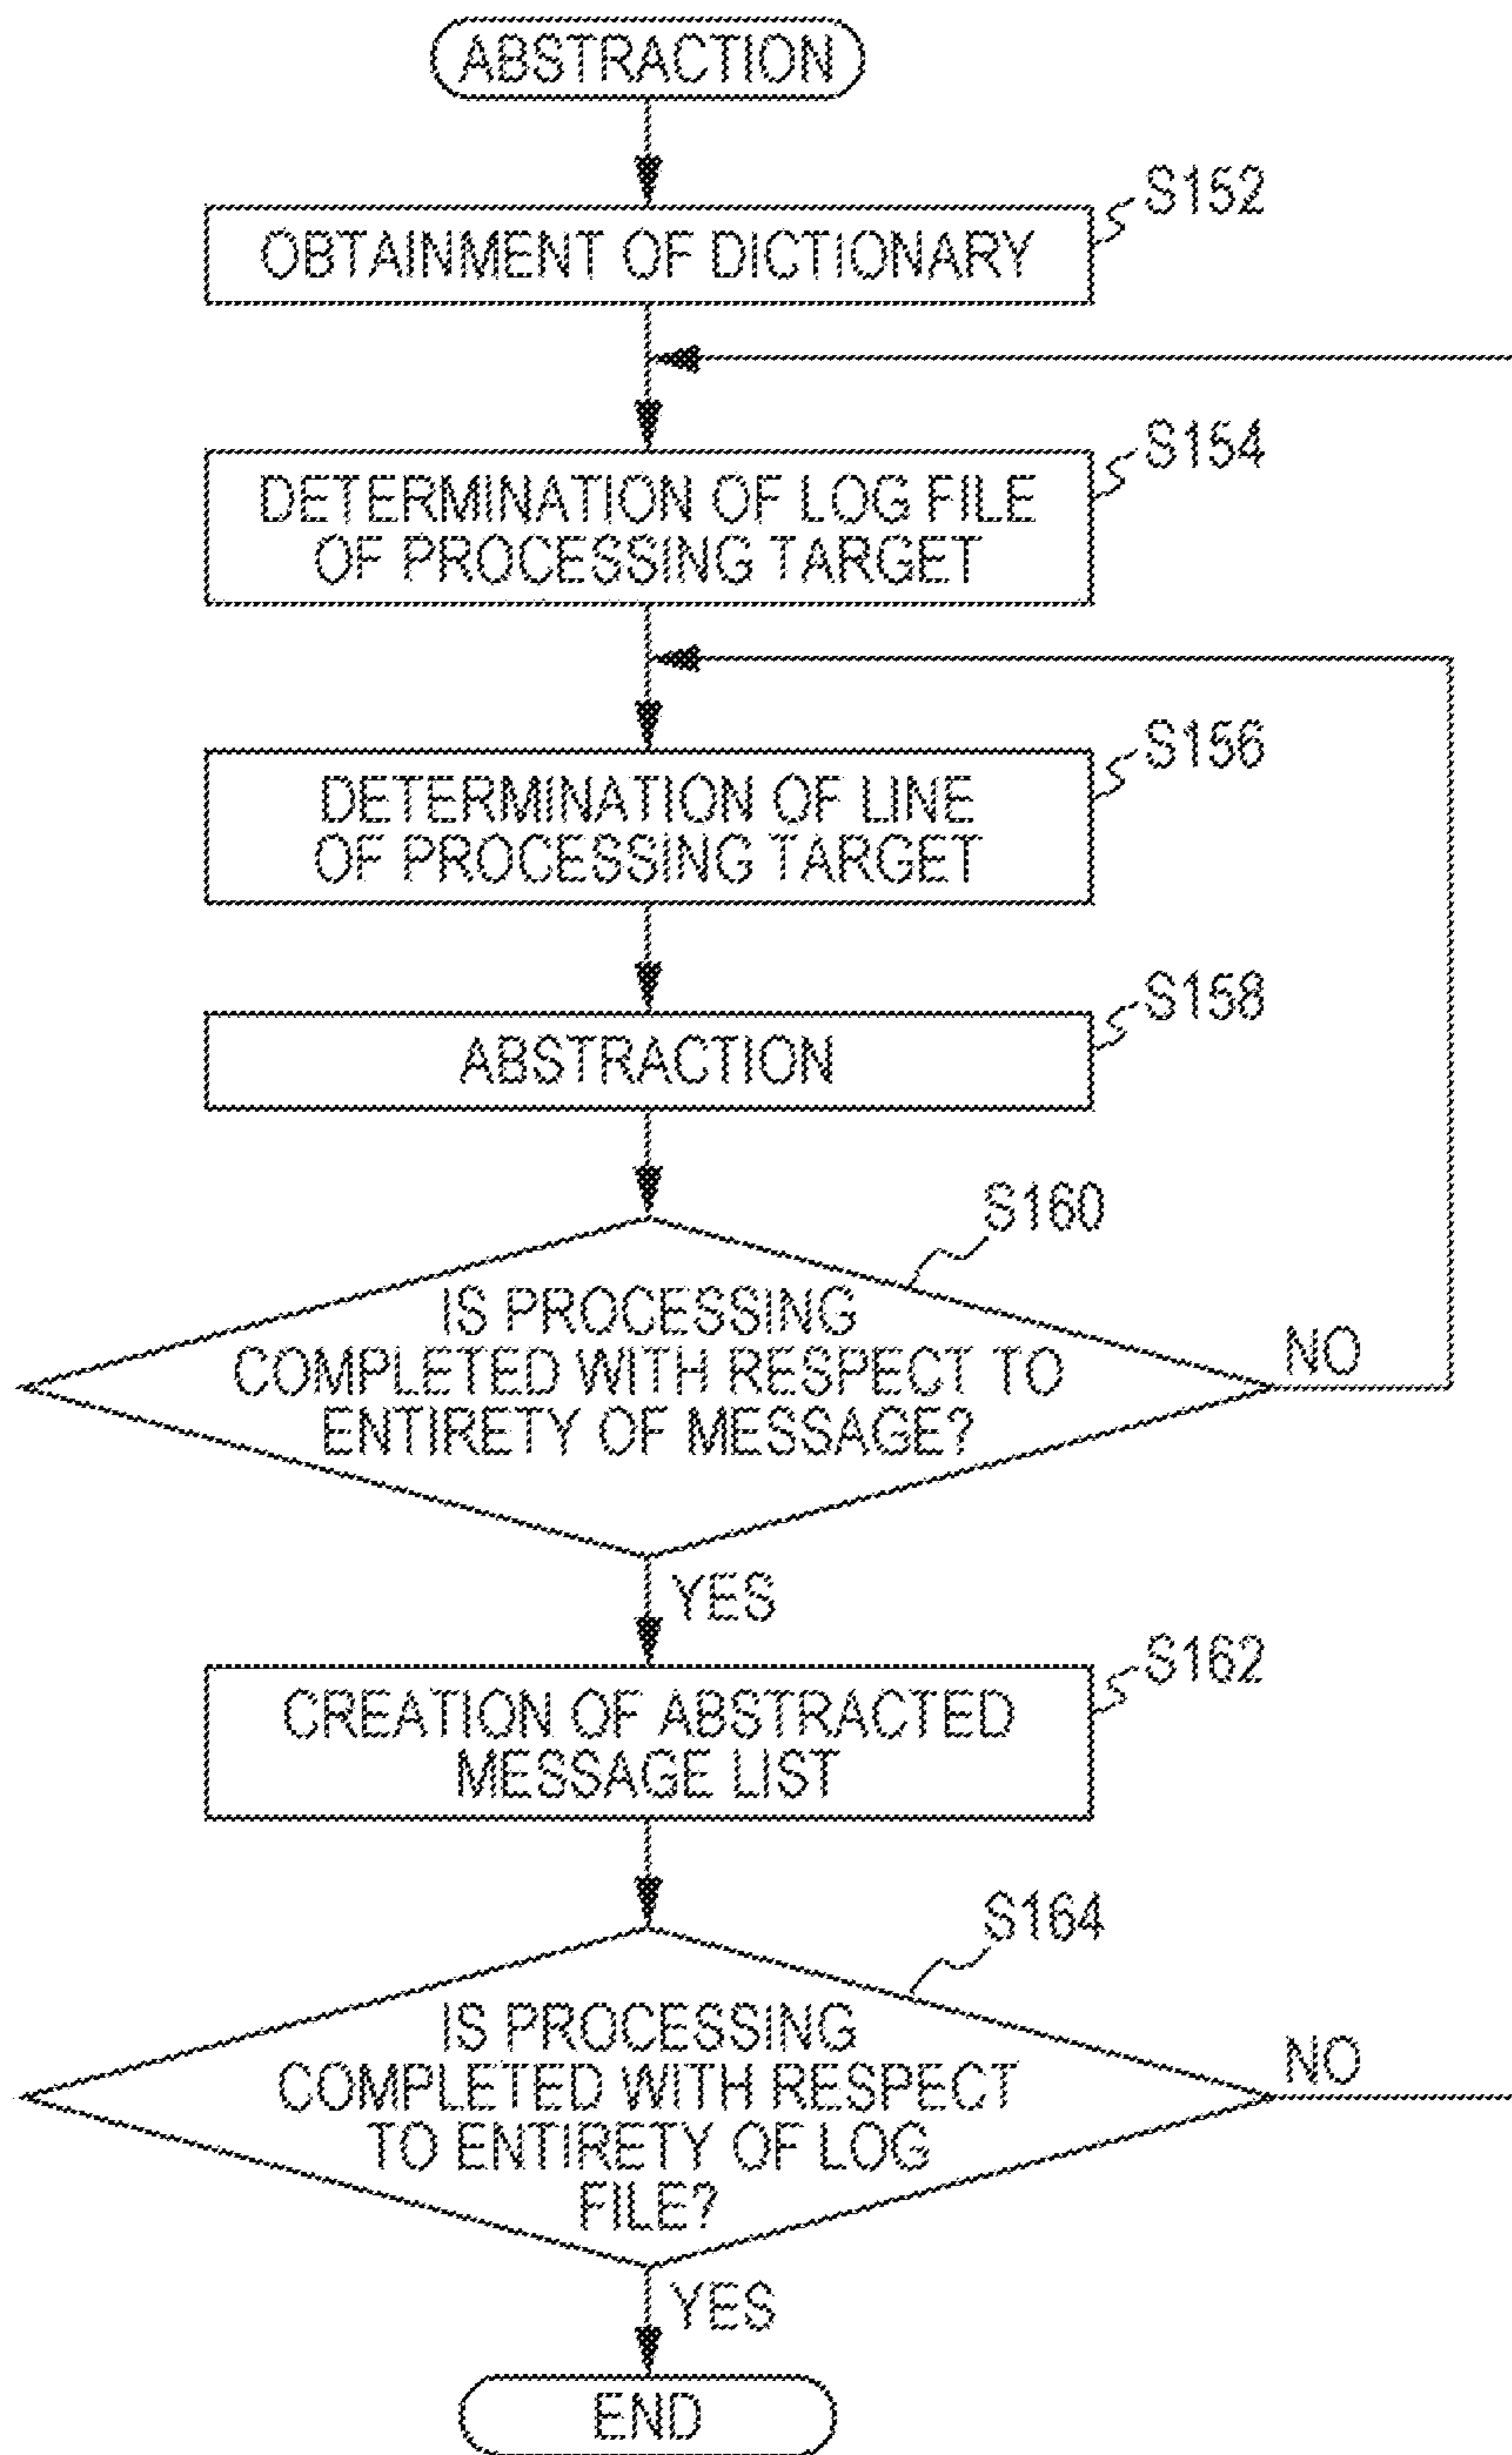 ABSTRACTION
S152
OBTAINMENT OF DICTIONARY
S154
DETERMINATION OF LOG FILE
OF PROCESSING TARGET
S156
DETERMINATION OF LINE
OF PROCESSING TARGET
S158
ABSTRACTION
S160
IS PROCESSING
COMPLETED WITH RESPECT TO
ENTIRETY OF MESSAGE?
NO
YES
S162
CREATION OF ABSTRACTED
MESSAGE LIST
S164
IS PROCESSING
COMPLETED WITH RESPECT
TO ENTIRETY OF LOG
FILE?
NO
YES
END